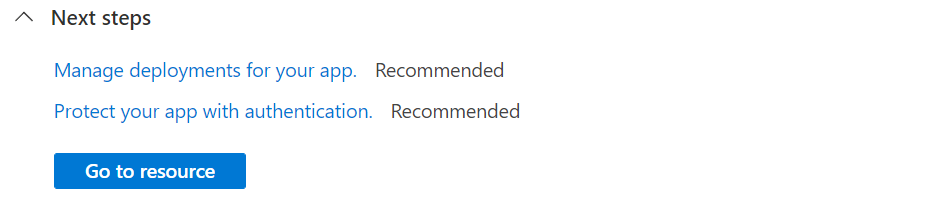 Next steps
Manage deployments for your app. Recommended
Protect your app with authentication. Recommended
Go to resource